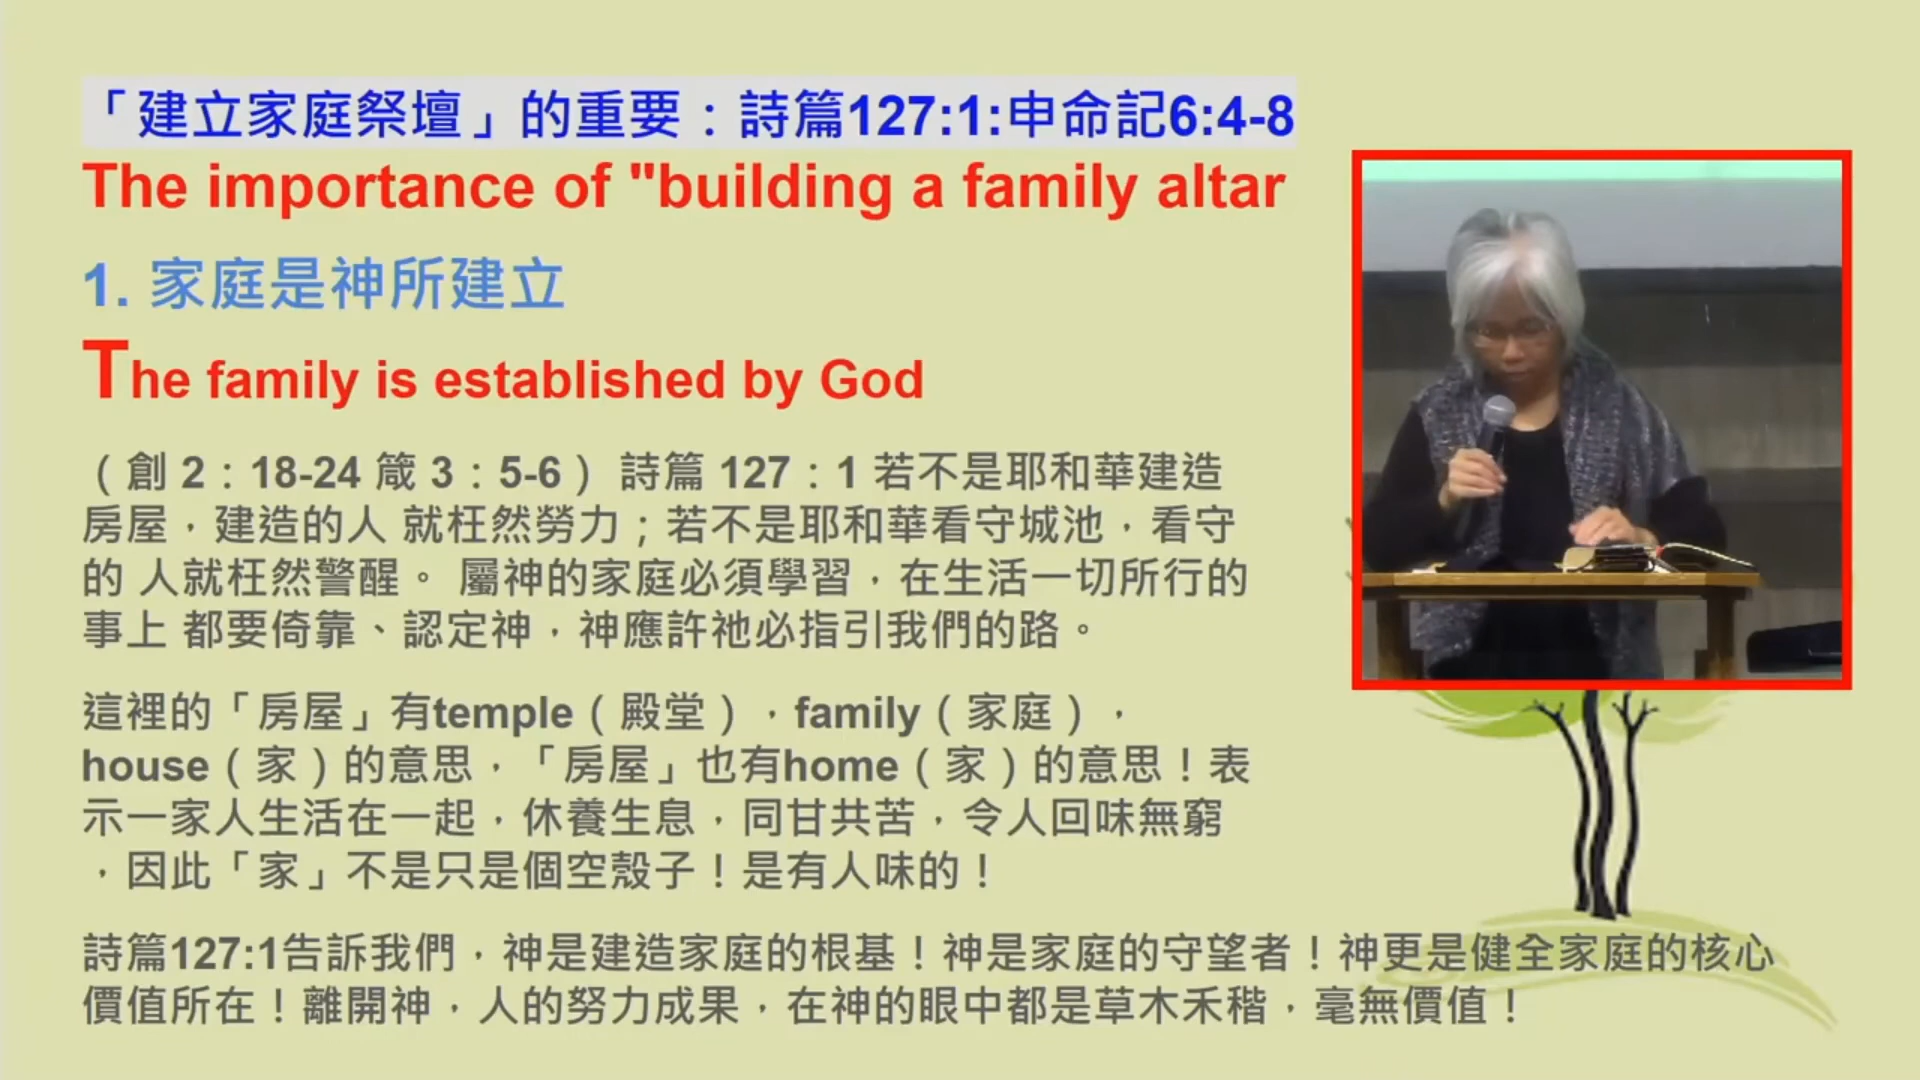 「建立家庭祭壇」的重要：詩篇127:1:申命記6:4-8
The importance of "building a family altar
1. 家庭是神所建立
The family is established by God
（創 2：18-24 箴 3：5-6） 詩篇 127：1 若不是耶和華建造
房屋，建造的人 就枉然勞力；若不是耶和華看守城池，看守
的 人就枉然警醒。 屬神的家庭必須學習，在生活一切所行的
事上 都要倚靠、認定神，神應許祂必指引我們的路。
這裡的「房屋」有temple（殿堂），family（家庭），
house（家）的意思，「房屋」也有home（家）的意思！表
示一家人生活在一起，休養生息，同甘共苦，令人回味無窮
，因此「家」不是只是個空殼子！是有人味的！
詩篇127:1告訴我們，神是建造家庭的根基！神是家庭的守望者！神更是健全家庭的核心
價值所在！離開神，人的努力成果，在神的眼中都是草木禾稭，毫無價值！